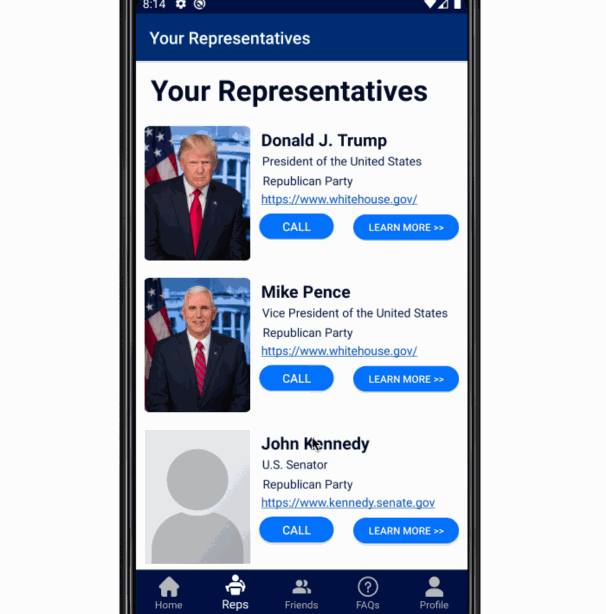 8:14
Your Representatives
Your Representatives
Donald J. Trump
President of the United States
Republican Party
https://www.whitehouse.gov/
CALL
LEARN MORE >>
Mike Pence
Vice President of the United States
Republican Party
https://www.whitehouse.gov/
CALL
LEARN MORE >>
John Kennedy
U.S. Senator
Republican Party
https://www.kennedy.senate.gov
CALL
LEARN MORE >>
Home
Reps
Friends
FAQs
Profile